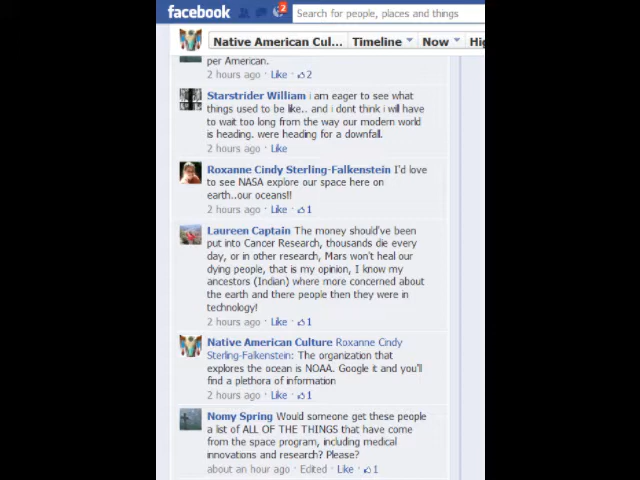 facebook 2 Search for people, places and things
Native American Cul... Timeline Now Hig
per American.
2 hours ago · Like · 2
Starstrider William i am eager to see what
things used to be like.. and i dont think i will have
to wait too long from the way our modern world
is heading. were heading for a downfall.
2 hours ago · Like
Roxanne Cindy Sterling-Falkenstein I'd love
to see NASA explore our space here on
earth..our oceans!!
2 hours ago · Like · 1
Laureen Captain The money should've been
put into Cancer Research, thousands die every
day, or in other research, Mars won't heal our
dying people, that is my opinion, I know my
ancestors (Indian) where more concerned about
the earth and there people then they were in
technology!
2 hours ago · Like · 1
Native American Culture Roxanne Cindy
Sterling-Falkenstein: The organization that
explores the ocean is NOAA. Google it and you'll
find a plethora of information
2 hours ago · Like · 1
Nomy Spring Would someone get these people
a list of ALL OF THE THINGS that have come
from the space program, including medical
innovations and research? Please?
about an hour ago · Edited · Like · 1